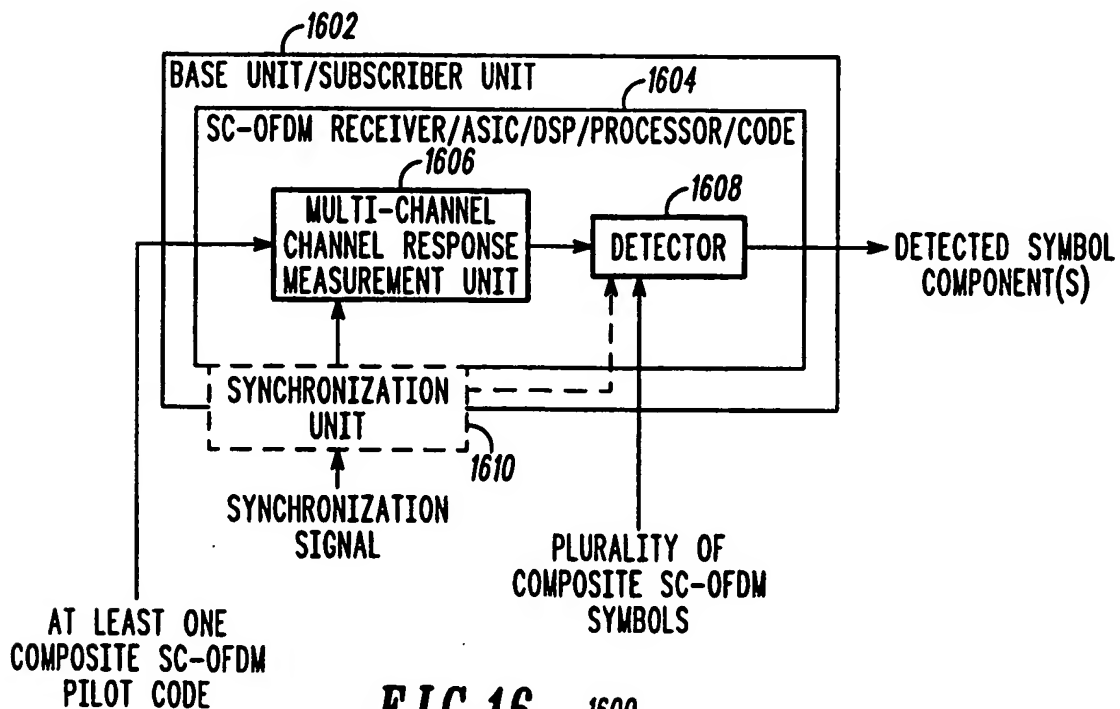 1602
BASE UNIT/SUBSCRIBER UNIT
1604
SC-OFDM RECEIVER/ASIC/DSP/PROCESSOR/CODE
1606
MULTI-CHANNEL
CHANNEL RESPONSE
MEASUREMENT UNIT
1608
DETECTOR
DETECTED SYMBOL
COMPONENT(S)
SYNCHRONIZATION
UNIT
1610
SYNCHRONIZATION
SIGNAL
PLURALITY OF
COMPOSITE SC-OFDM
SYMBOLS
AT LEAST ONE
COMPOSITE SC-OFDM
PILOT CODE
FIG.16
1600